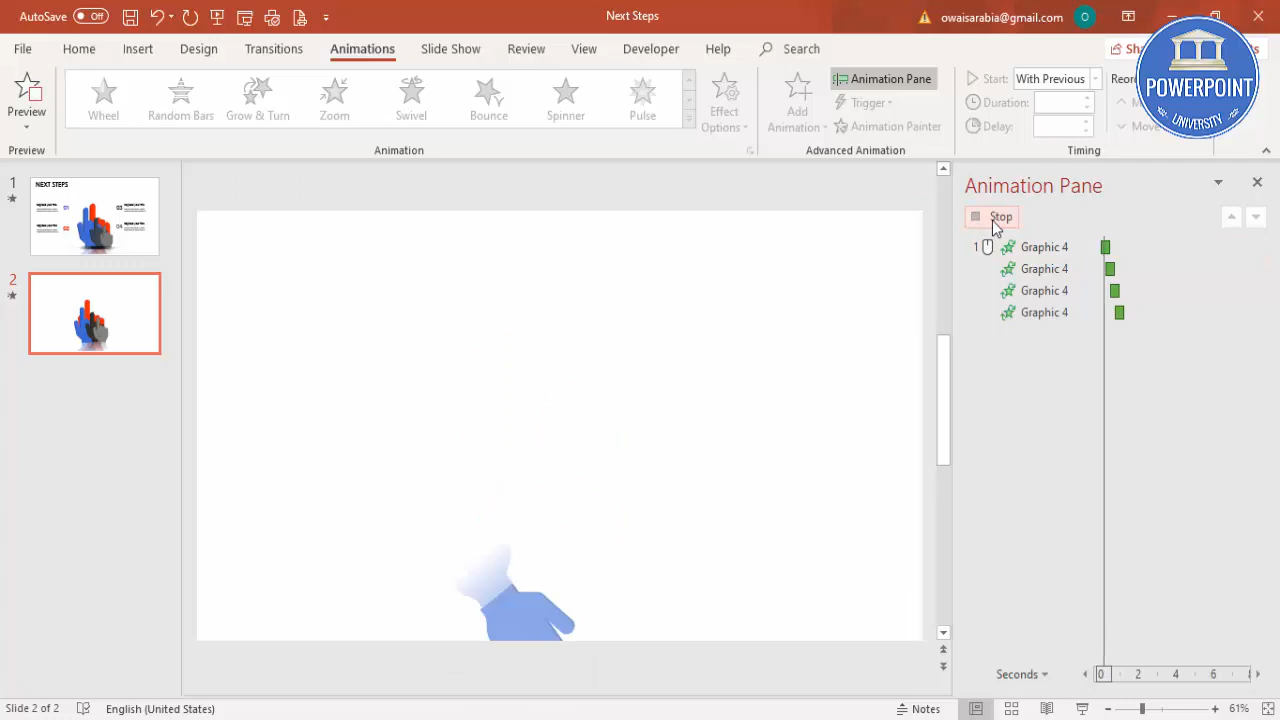 AutoSave Off
Next Steps
owaisarabia@gmail.com
O
File Home Insert Design Transitions Animations Slide Show Review View Developer Help Search
Preview
Wheel Random Bars Grow & Turn Zoom Swivel Bounce Spinner Pulse
Effect Options
Add Animation
Animation Pane
Trigger
Animation Painter
Start: With Previous
Duration:
Delay:
Preview Animation Advanced Animation Timing
POWERPOINT
UNIVERSITY
1
NEXT STEPS
01
02
03
04
2
Animation Pane
Stop
1 Graphic 4
Graphic 4
Graphic 4
Graphic 4
Seconds 0 2 4 6
Slide 2 of 2 English (United States) Notes 61%